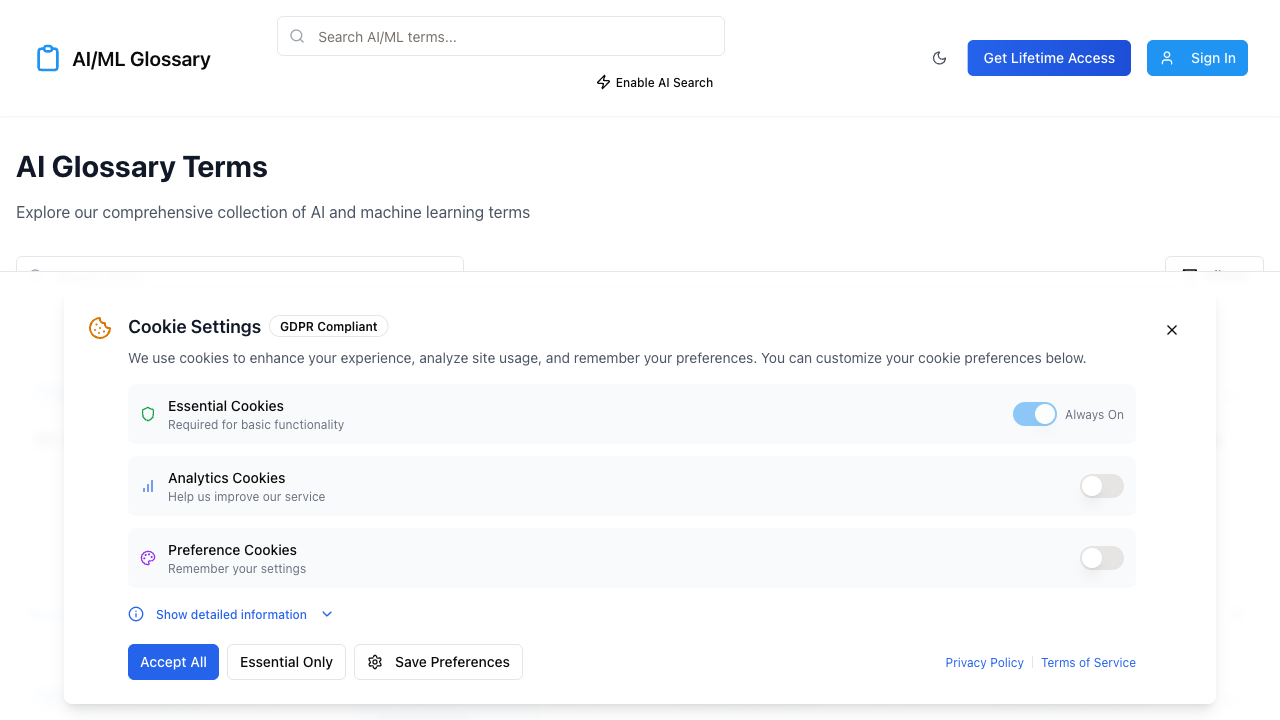 AI/ML Glossary
Search AI/ML terms...
Enable AI Search
Get Lifetime Access
Sign In
AI Glossary Terms
Explore our comprehensive collection of AI and machine learning terms
Cookie Settings
GDPR Compliant
We use cookies to enhance your experience, analyze site usage, and remember your preferences. You can customize your cookie preferences below.
Essential Cookies
Required for basic functionality
Always On
Analytics Cookies
Help us improve our service
Preference Cookies
Remember your settings
Show detailed information
Accept All
Essential Only
Save Preferences
Privacy Policy
Terms of Service